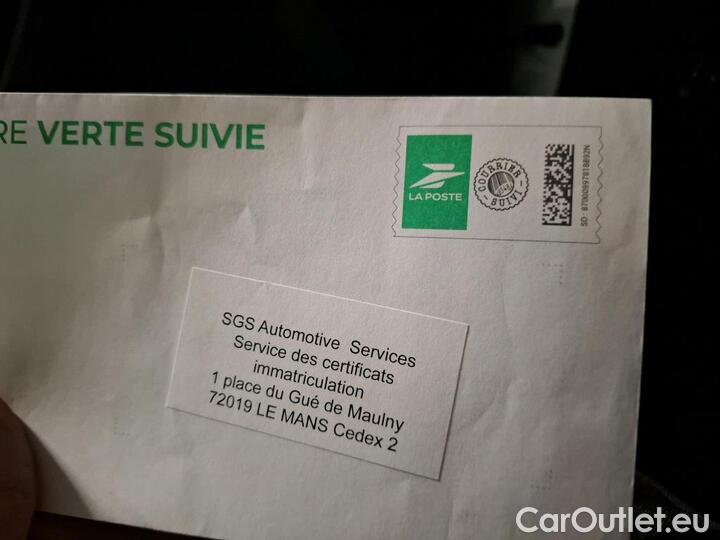 RE VERTE SUIVIE
LA POSTE
COURRIER
SUIVI
SGS Automotive Services
Service des certificats
immatriculation
1 place du Gué de Maulny
72019 LE MANS Cedex 2
CarOutlet.eu